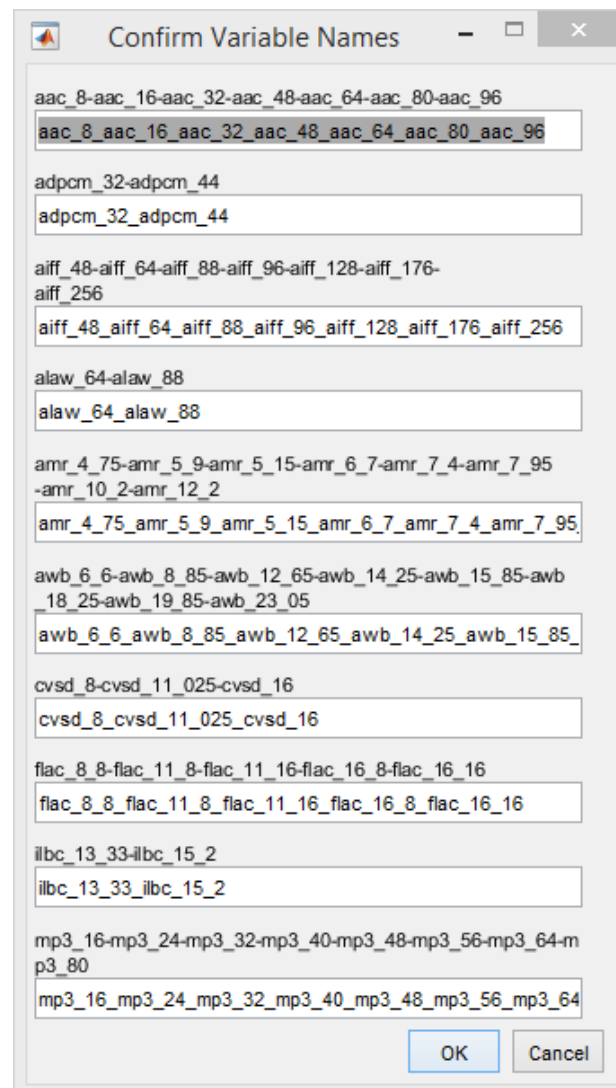 Confirm Variable Names
aac_8-aac_16-aac_32-aac_48-aac_64-aac_80-aac_96
aac_8_aac_16_aac_32_aac_48_aac_64_aac_80_aac_96
adpcm_32-adpcm_44
adpcm_32_adpcm_44
aiff_48-aiff_64-aiff_88-aiff_96-aiff_128-aiff_176-
aiff_256
aiff_48_aiff_64_aiff_88_aiff_96_aiff_128_aiff_176_aiff_256
alaw_64-alaw_88
alaw_64_alaw_88
amr_4_75-amr_5_9-amr_5_15-amr_6_7-amr_7_4-amr_7_95
-amr_10_2-amr_12_2
amr_4_75_amr_5_9_amr_5_15_amr_6_7_amr_7_4_amr_7_95_
awb_6_6-awb_8_85-awb_12_65-awb_14_25-awb_15_85-awb
_18_25-awb_19_85-awb_23_05
awb_6_6_awb_8_85_awb_12_65_awb_14_25_awb_15_85_
cvsd_8-cvsd_11_025-cvsd_16
cvsd_8_cvsd_11_025_cvsd_16
flac_8_8-flac_11_8-flac_11_16-flac_16_8-flac_16_16
flac_8_8_flac_11_8_flac_11_16_flac_16_8_flac_16_16
ilbc_13_33-ilbc_15_2
ilbc_13_33_ilbc_15_2
mp3_16-mp3_24-mp3_32-mp3_40-mp3_48-mp3_56-mp3_64-m
p3_80
mp3_16_mp3_24_mp3_32_mp3_40_mp3_48_mp3_56_mp3_64
OK Cancel